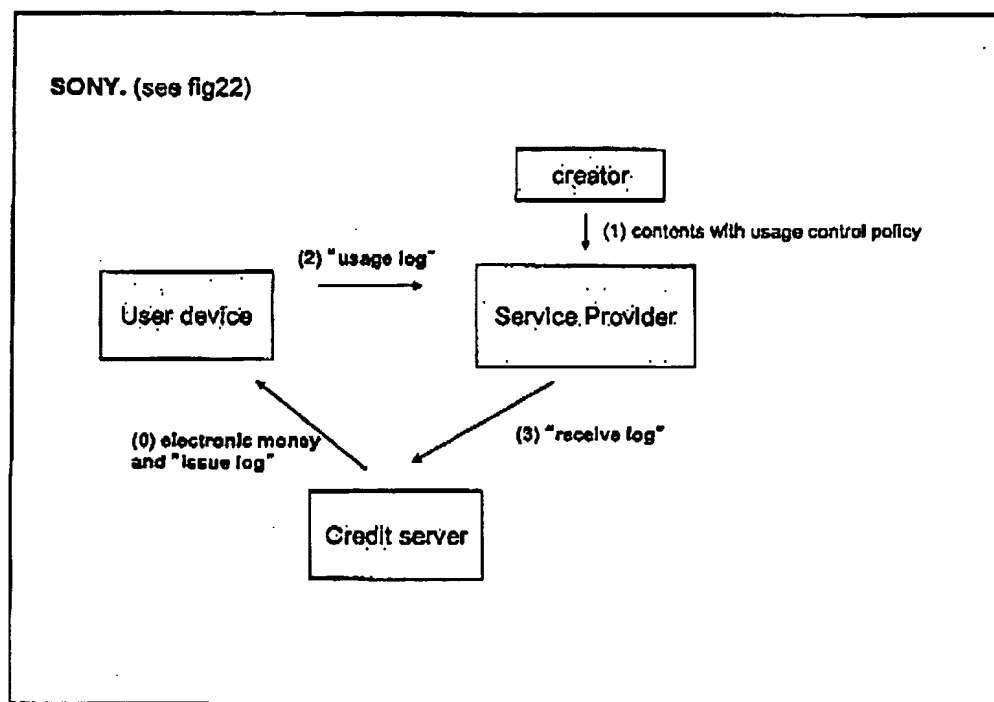 SONY. (see fig22)
creator
(1) contents with usage control policy
(2) "usage log"
User device
Service Provider
(0) electronic money
and "issue log"
(3) "receive log"
Credit server